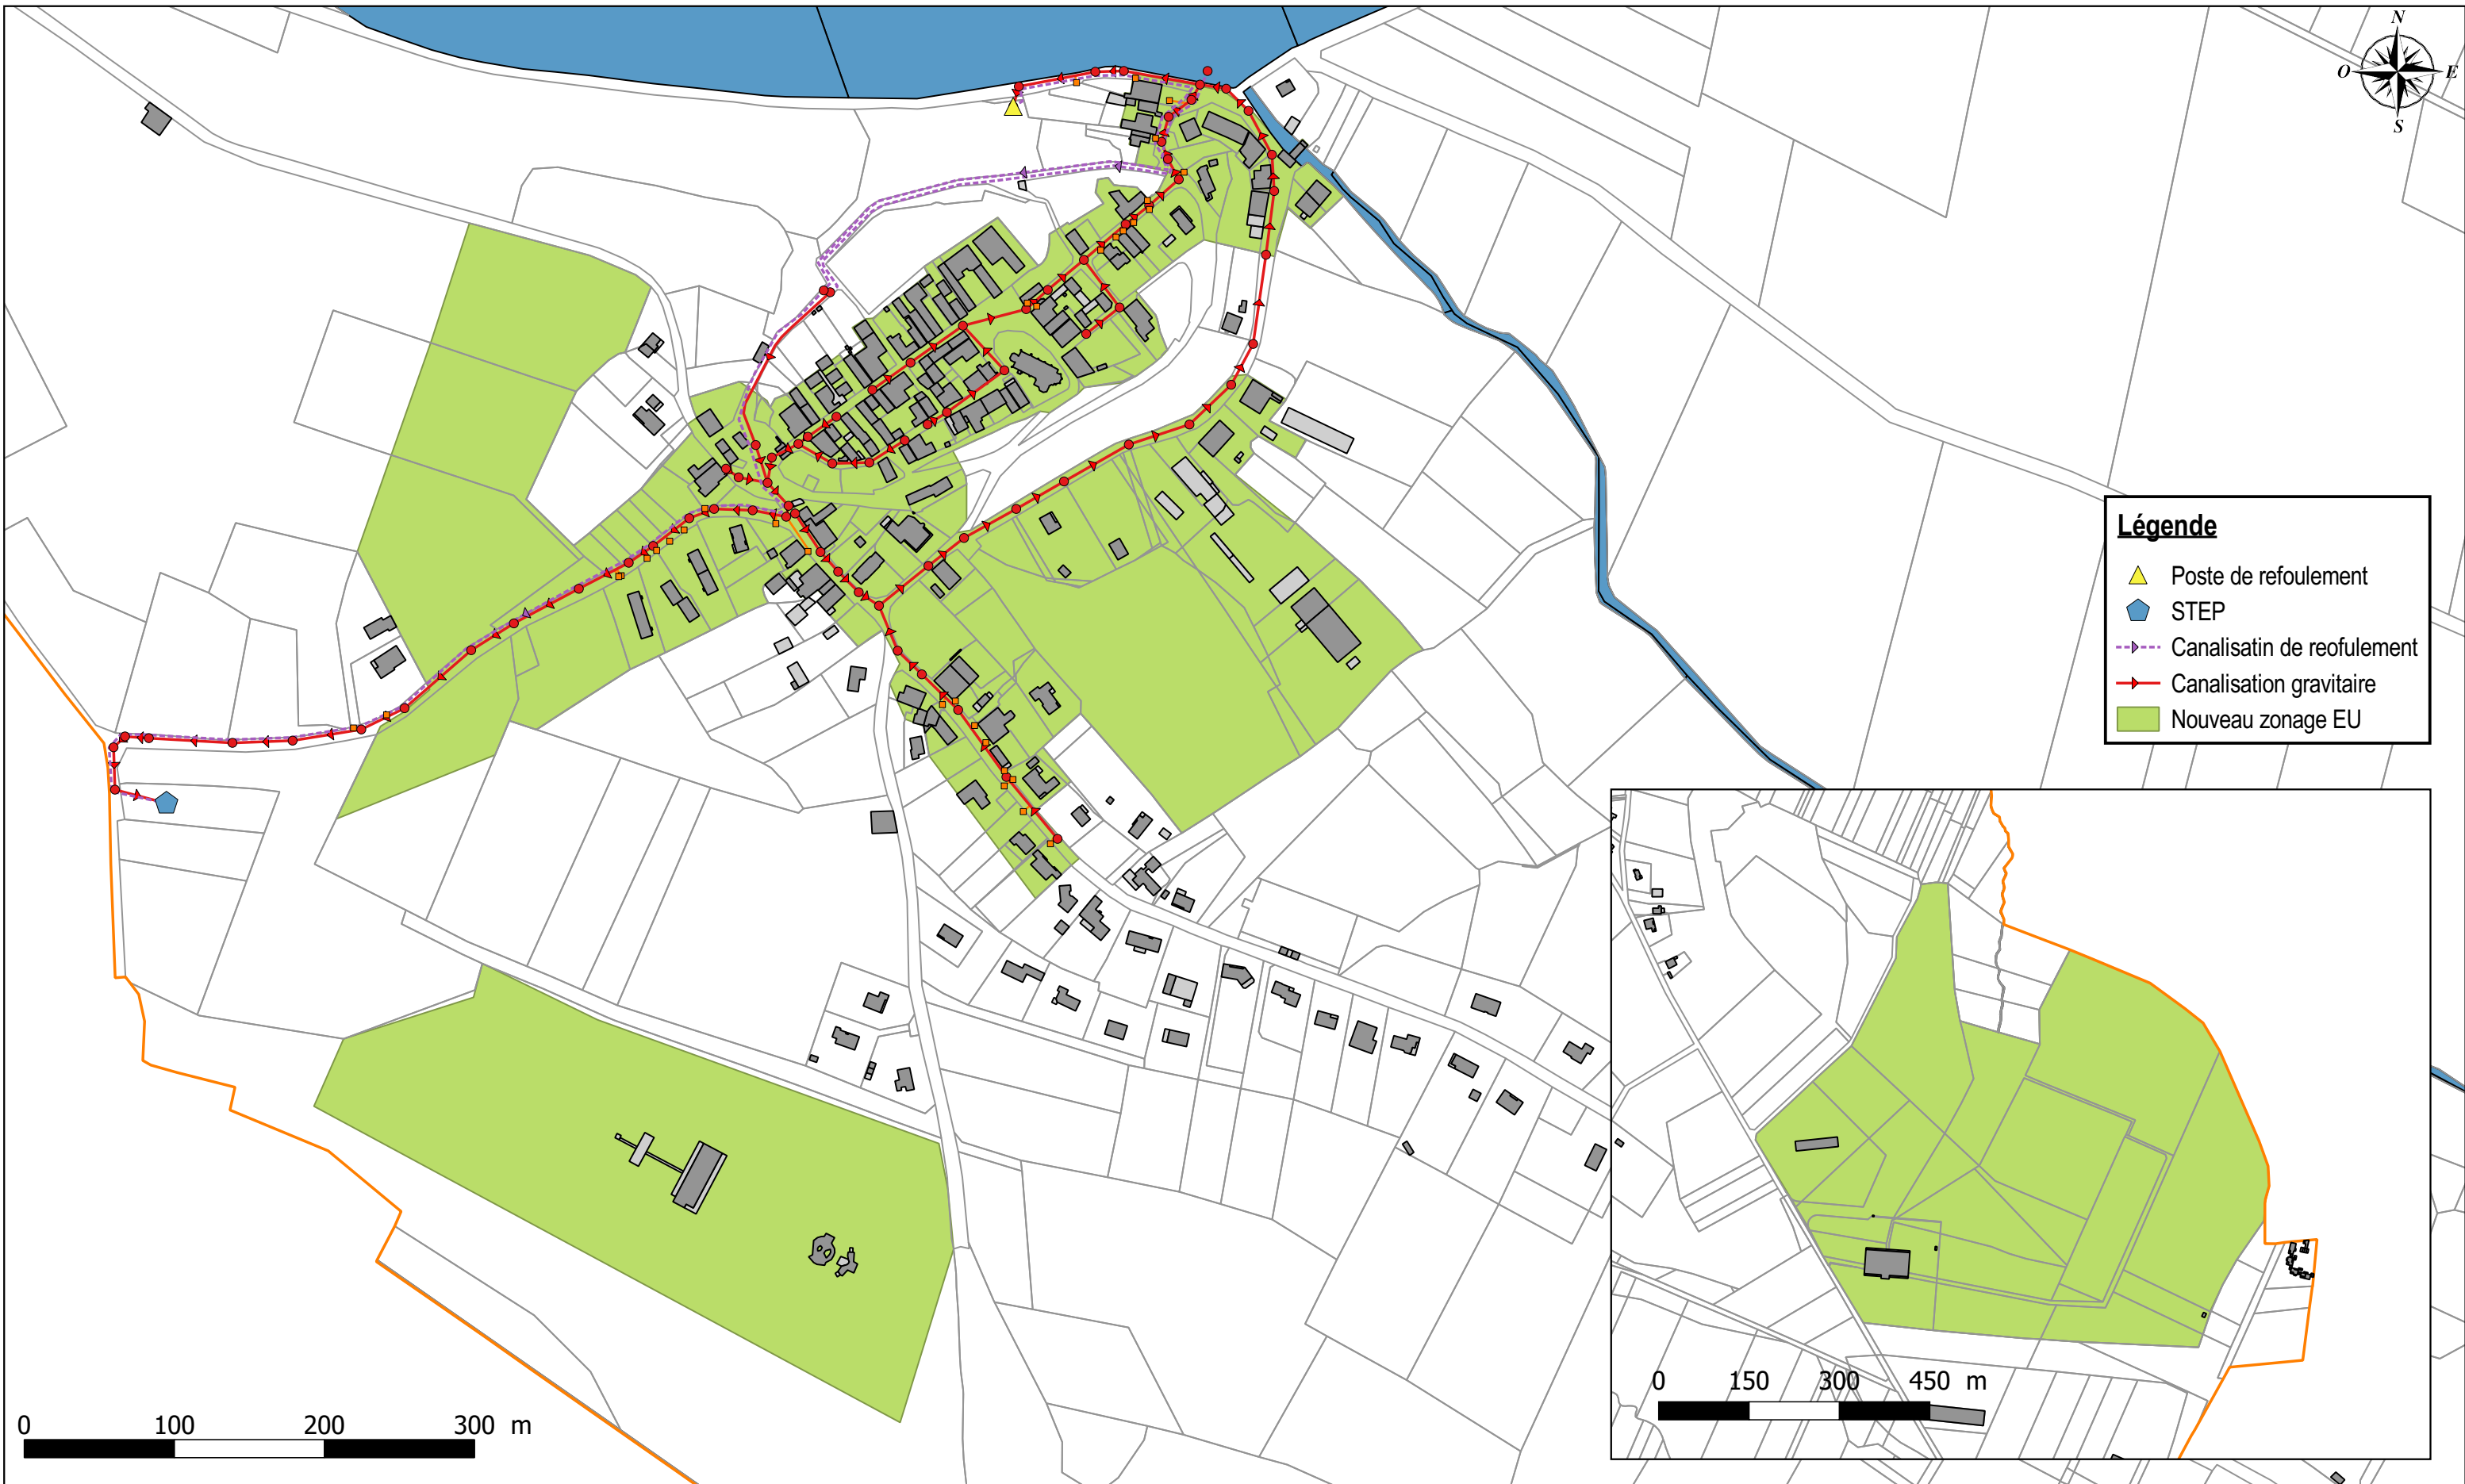 N
O E
S
Légende
Poste de refoulement
STEP
Canalisatin de reofulement
Canalisation gravitaire
Nouveau zonage EU
0 150 300 450 m
0 100 200 300 m